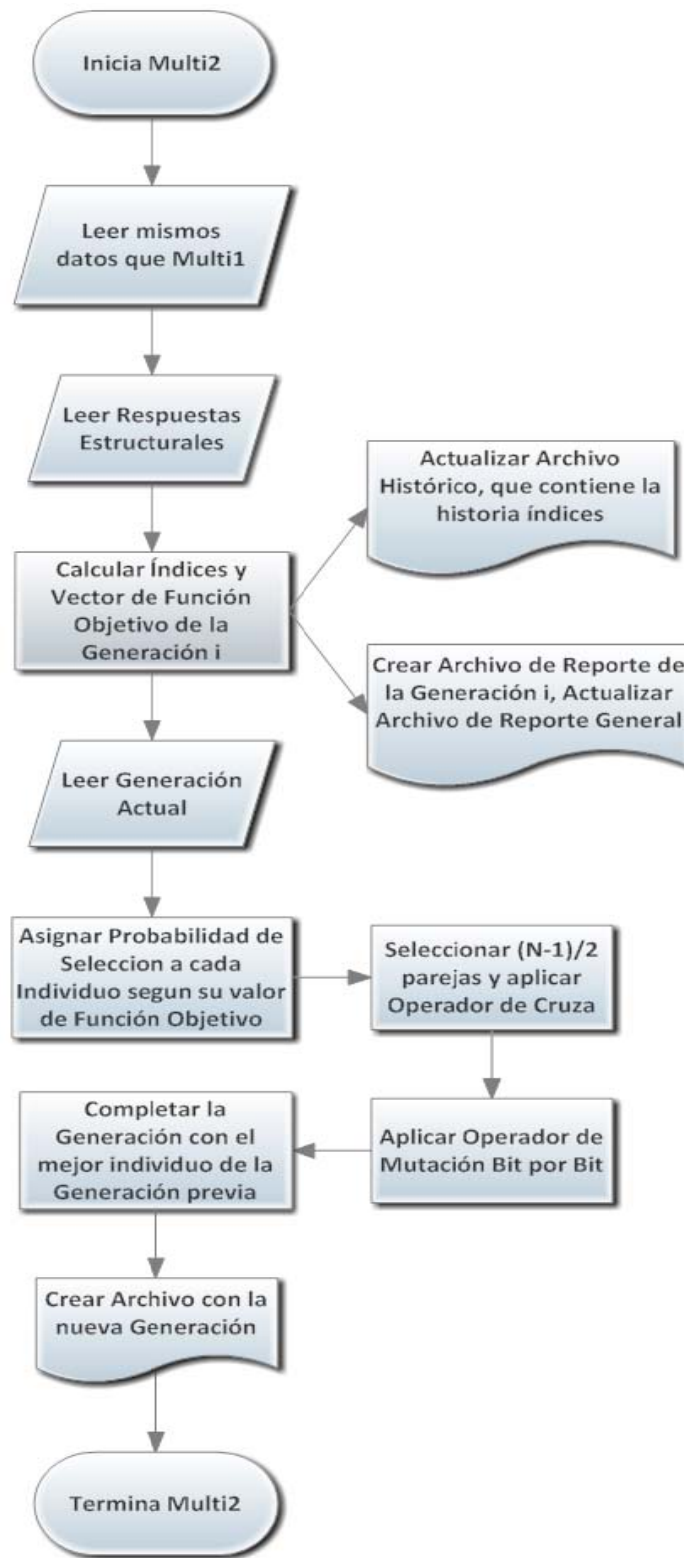 Inicia Multi2
Leer mismos
datos que Multi1
Leer Respuestas
Estructurales
Calcular Índices y
Vector de Función
Objetivo de la
Generación i
Actualizar Archivo
Histórico, que contiene la
historia índices
Crear Archivo de Reporte de
la Generación i, Actualizar
Archivo de Reporte General
Leer Generación
Actual
Asignar Probabilidad de
Seleccion a cada
Individuo segun su valor
de Función Objetivo
Seleccionar (N-1)/2
parejas y aplicar
Operador de Cruza
Aplicar Operador de
Mutación Bit por Bit
Completar la
Generación con el
mejor individuo de la
Generación previa
Crear Archivo con la
nueva Generación
Termina Multi2